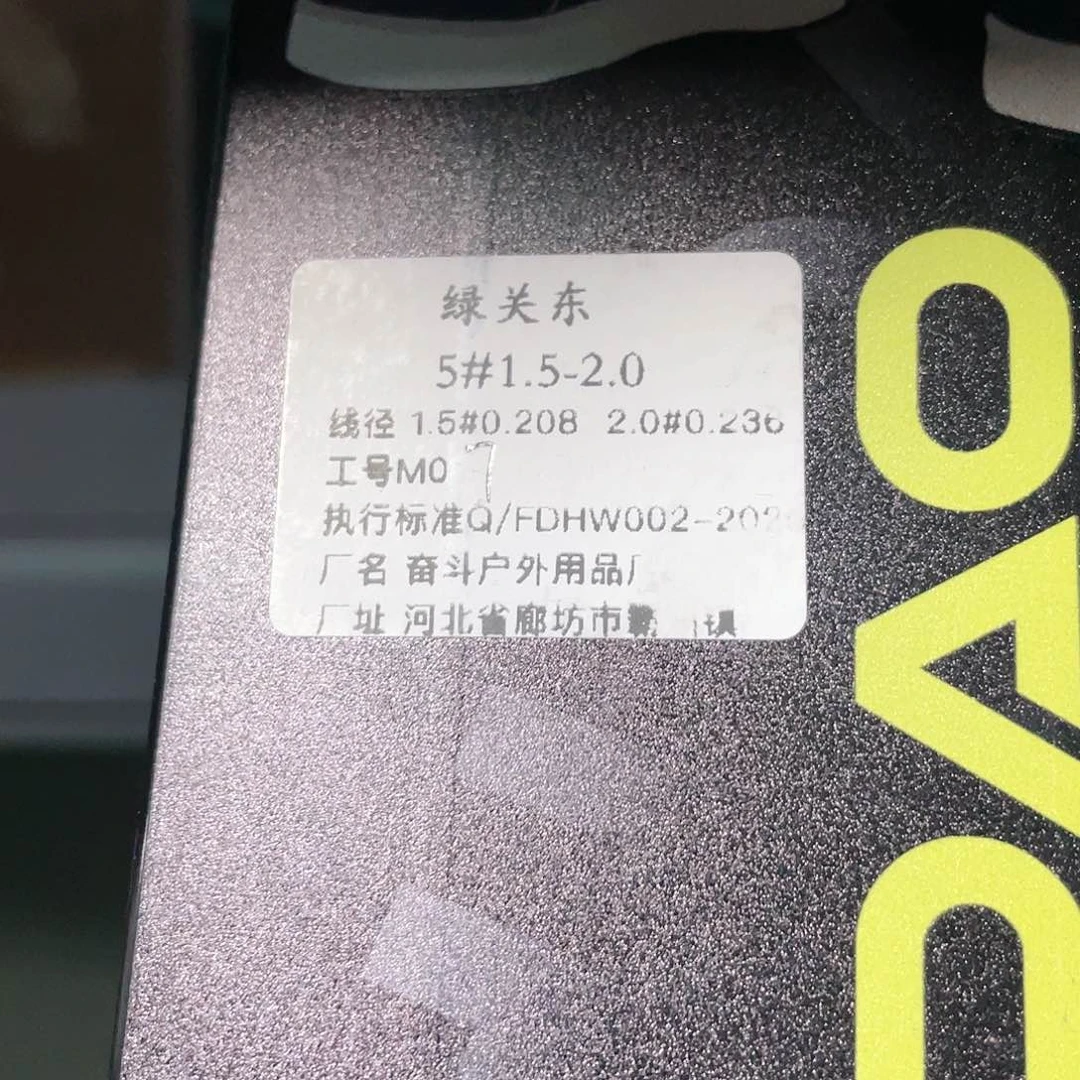 绿关东
5#1.5-2.0
线径 1.5#0.208 2.0#0.236
工号M07
执行标准Q/FDHW002-202
厂名 奋斗户外用品厂
厂址 河北省廊坊市 镇